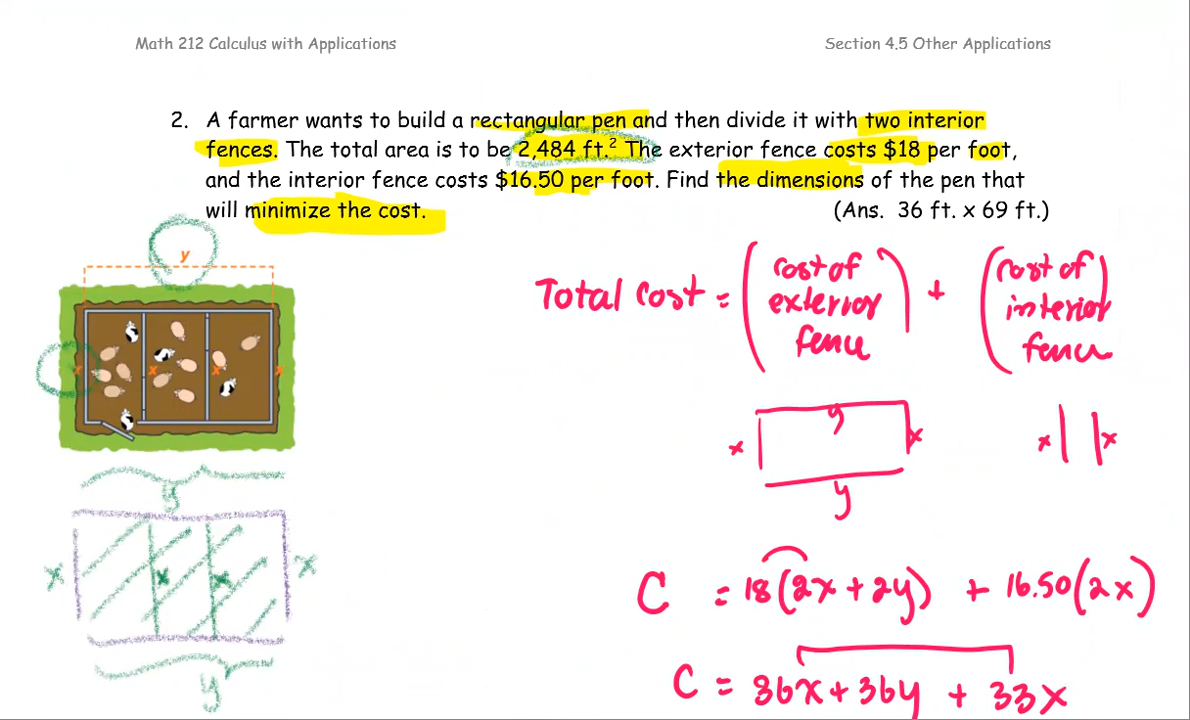 Math 212 Calculus with Applications
Section 4.5 Other Applications
2. A farmer wants to build a rectangular pen and then divide it with two interior
fences. The total area is to be 2,484 ft.² The exterior fence costs $18 per foot,
and the interior fence costs $16.50 per foot. Find the dimensions of the pen that
will minimize the cost.
(Ans. 36 ft. x 69 ft.)
y
x x x x
Total cost = (cost of exterior fence) + (cost of interior fence)
x y x
y
x x
y
x x x x
y
C = 18(2x + 2y) + 16.50(2x)
C = 36x + 36y + 33x